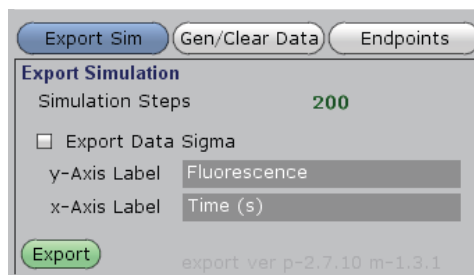 Export Sim Gen/Clear Data Endpoints
Export Simulation
Simulation Steps 200
Export Data Sigma
y-Axis Label Fluorescence
x-Axis Label Time (s)
Export export ver p-2.7.10 m-1.3.1